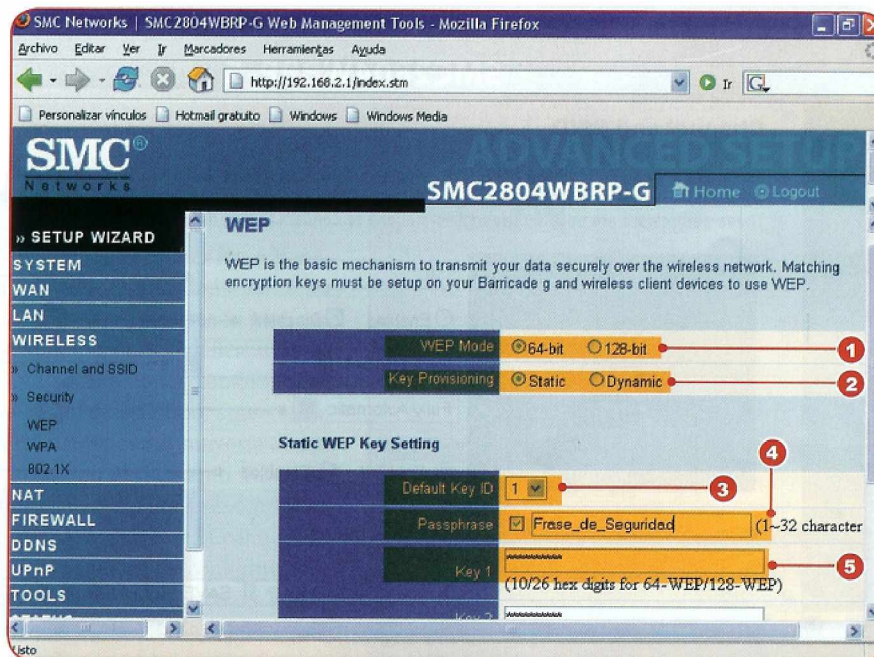 SMC Networks | SMC2804WBRP-G Web Management Tools - Mozilla Firefox
Archivo Editar Ver Ir Marcadores Herramientas Ayuda
http://192.168.2.1/index.stm Ir G
Personalizar vínculos Hotmail gratuito Windows Windows Media
SMC®
Networks
ADVANCED SETUP
SMC2804WBRP-G Home Logout
» SETUP WIZARD
SYSTEM
WAN
LAN
WIRELESS
» Channel and SSID
» Security
WEP
WPA
802.1X
NAT
FIREWALL
DDNS
UPnP
TOOLS
WEP
WEP is the basic mechanism to transmit your data securely over the wireless network. Matching
encryption keys must be setup on your Barricade g and wireless client devices to use WEP.
WEP Mode 64-bit 128-bit 1
Key Provisioning Static Dynamic 2
Static WEP Key Setting
Default Key ID 1 3
4
Passphrase Frase_de_Seguridad (1~32 character
Key 1 ********** 5
(10/26 hex digits for 64-WEP/128-WEP)
Key 2 **********
Listo